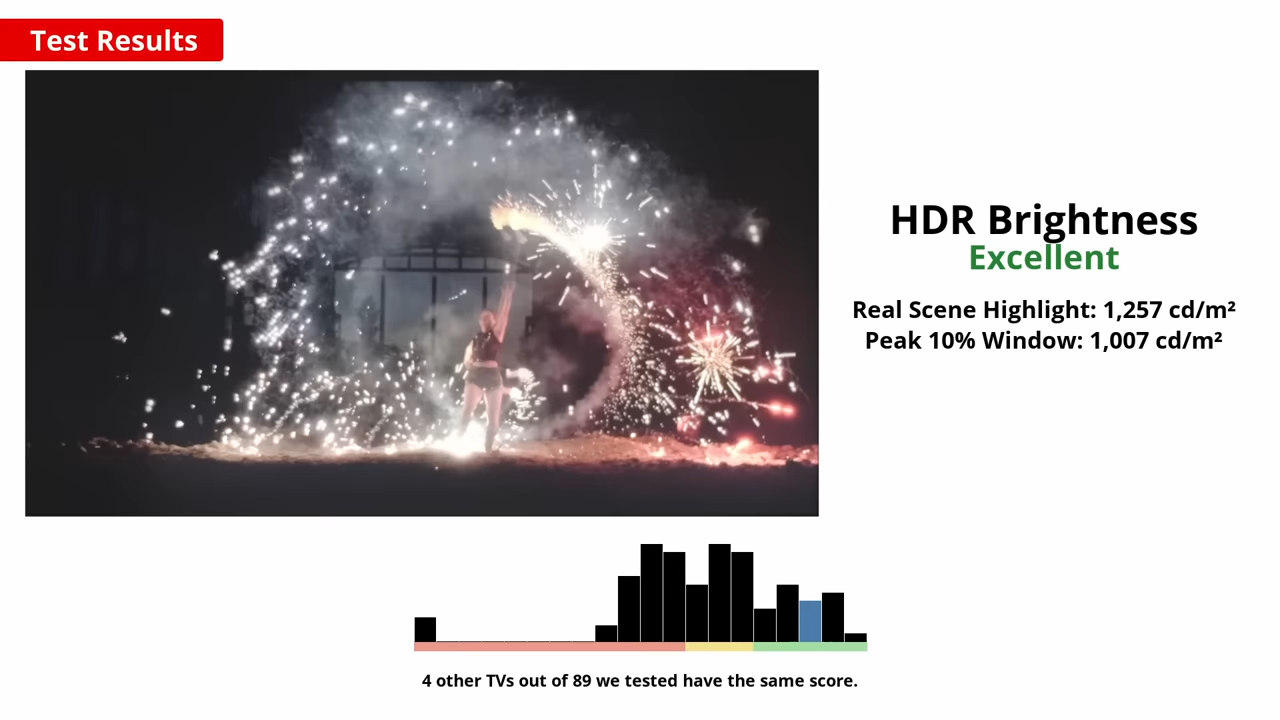 Test Results
HDR Brightness
Excellent
Real Scene Highlight: 1,257 cd/m²
Peak 10% Window: 1,007 cd/m²
4 other TVs out of 89 we tested have the same score.